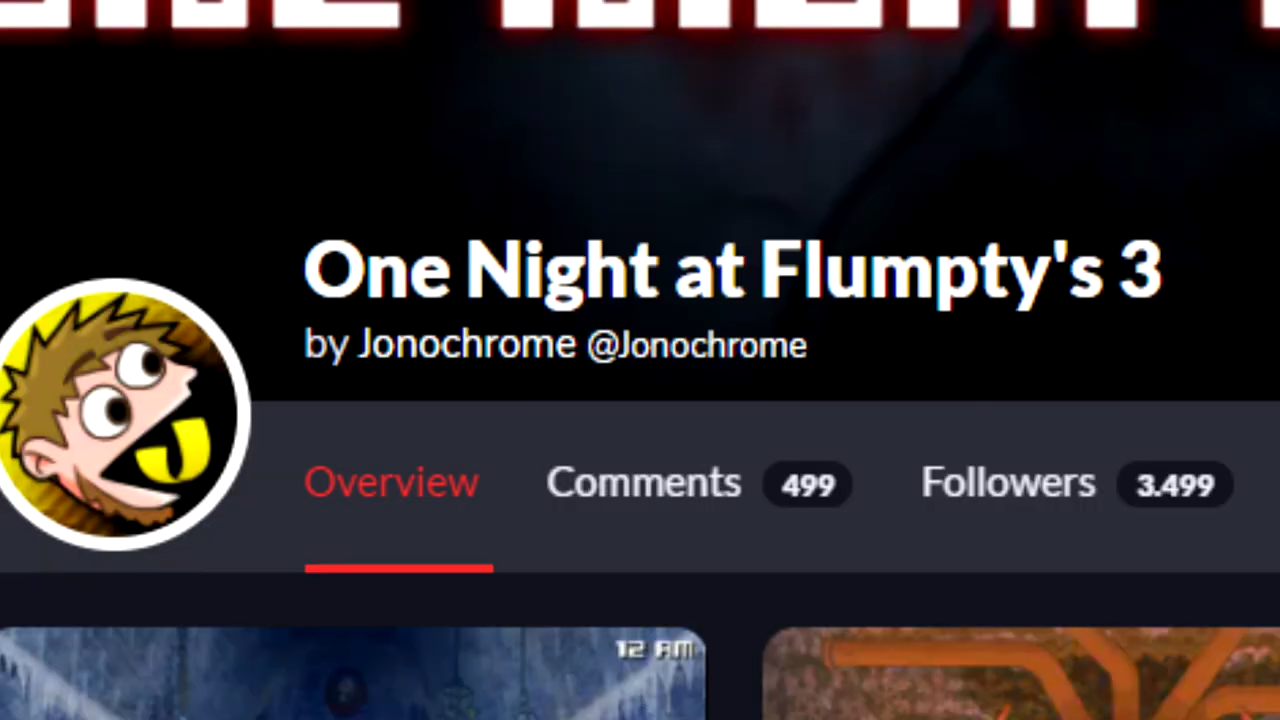 One Night at Flumpty's 3
by Jonochrome @Jonochrome
Overview Comments 499 Followers 3.499
12 AM